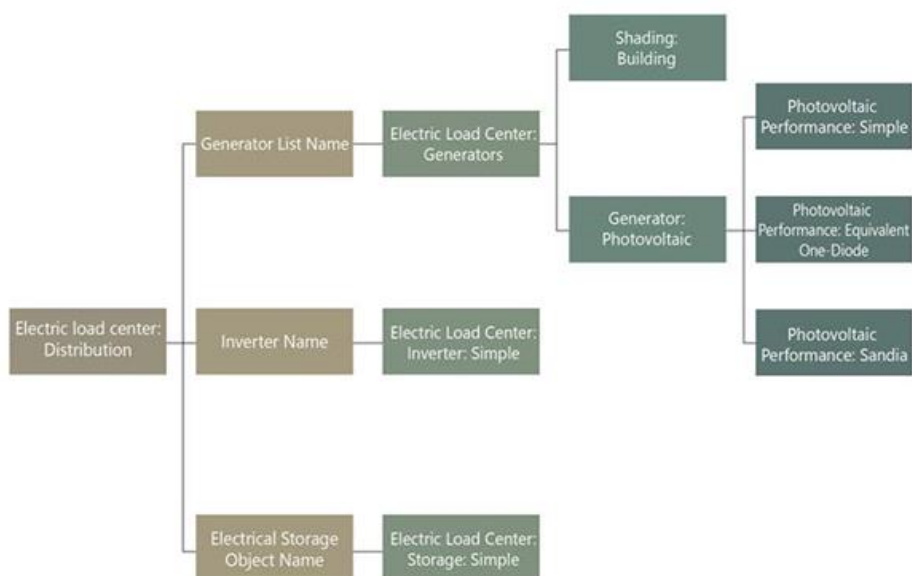 Shading:
Building
Photovoltaic
Performance: Simple
Generator List Name
Electric Load Center:
Generators
Generator:
Photovoltaic
Photovoltaic
Performance: Equivalent
One-Diode
Electric load center:
Distribution
Inverter Name
Electric Load Center:
Inverter: Simple
Photovoltaic
Performance: Sandia
Electrical Storage
Object Name
Electric Load Center:
Storage: Simple